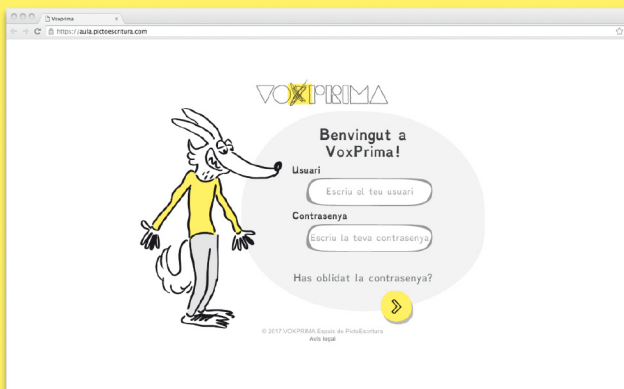 Voxprima
https://aula.pictoescritura.com
VOXPRIMA
Benvingut a
VoxPrima!
Usuari
Escriu el teu usuari
Contrasenya
Escriu la teva contrasenya
Has oblidat la contrasenya?
© 2017 VOXPRIMA Espais de PictoEscritura
Avís legal